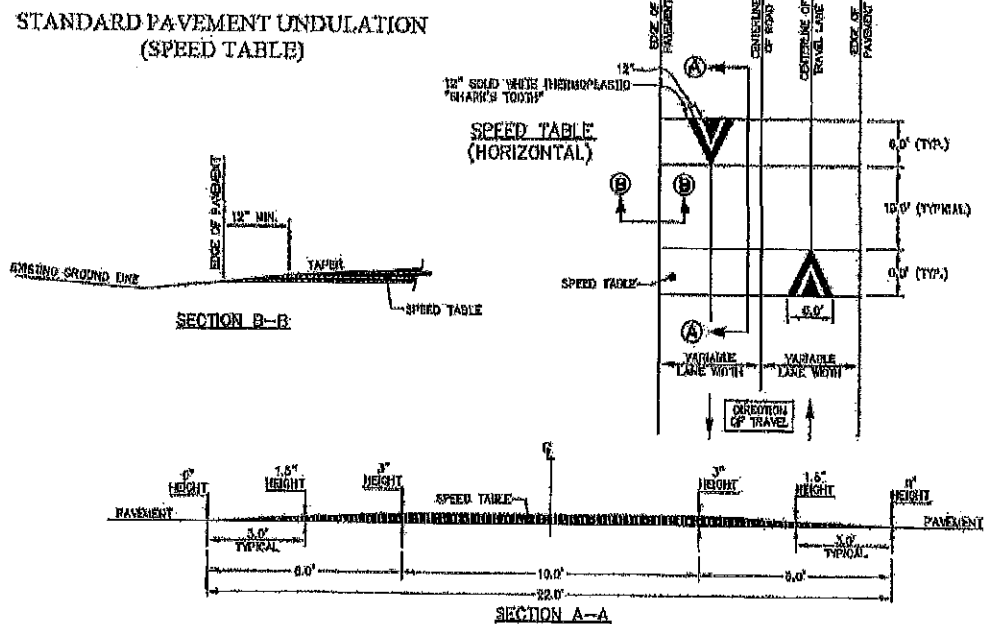 STANDARD PAVEMENT UNDULATION
(SPEED TABLE)
EDGE OF
PAVEMENT
CENTERLINE
OF ROAD
CENTERLINE OF
TRAVEL LANE
EDGE OF
PAVEMENT
12"
12" SOLID WHITE THERMOPLASTIC
"SHARK'S TOOTH"
A
SPEED TABLE
(HORIZONTAL)
6.0' (TYP.)
B
B
(TYPICAL)
(TYP.)
SPEED TABLE
6.0'
A
VARIABLE
LANE WIDTH
VARIABLE
LANE WIDTH
DIRECTION
OF TRAVEL
EDGE OF PAVEMENT
12" MIN.
EXISTING GROUND LINE
TAPER
SPEED TABLE
SECTION B-B
0"
HEIGHT
1.5"
HEIGHT
3"
HEIGHT
SPEED TABLE
3"
HEIGHT
1.5"
HEIGHT
0"
HEIGHT
PAVEMENT
PAVEMENT
3.0'
TYPICAL
3.0'
TYPICAL
6.0'
10.0'
6.0'
22.0'
SECTION A-A